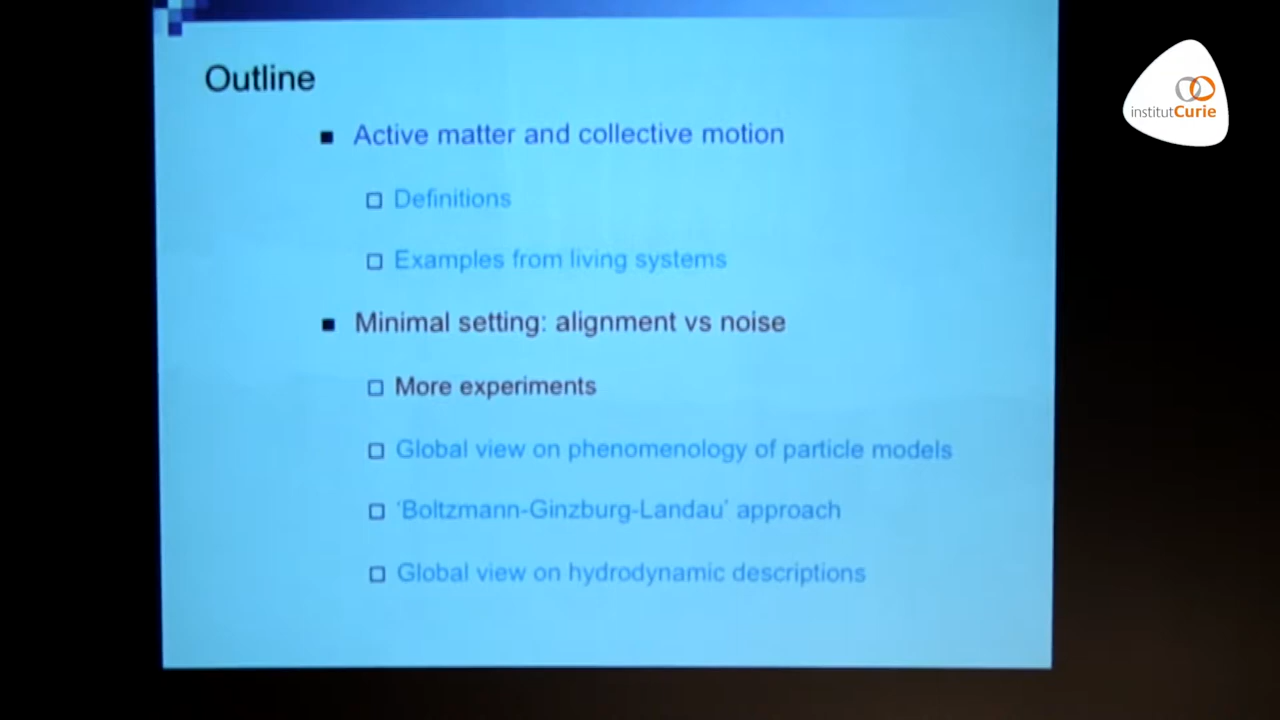 Outline
Active matter and collective motion
Definitions
Examples from living systems
Minimal setting: alignment vs noise
More experiments
Global view on phenomenology of particle models
‘Boltzmann-Ginzburg-Landau’ approach
Global view on hydrodynamic descriptions
institutCurie